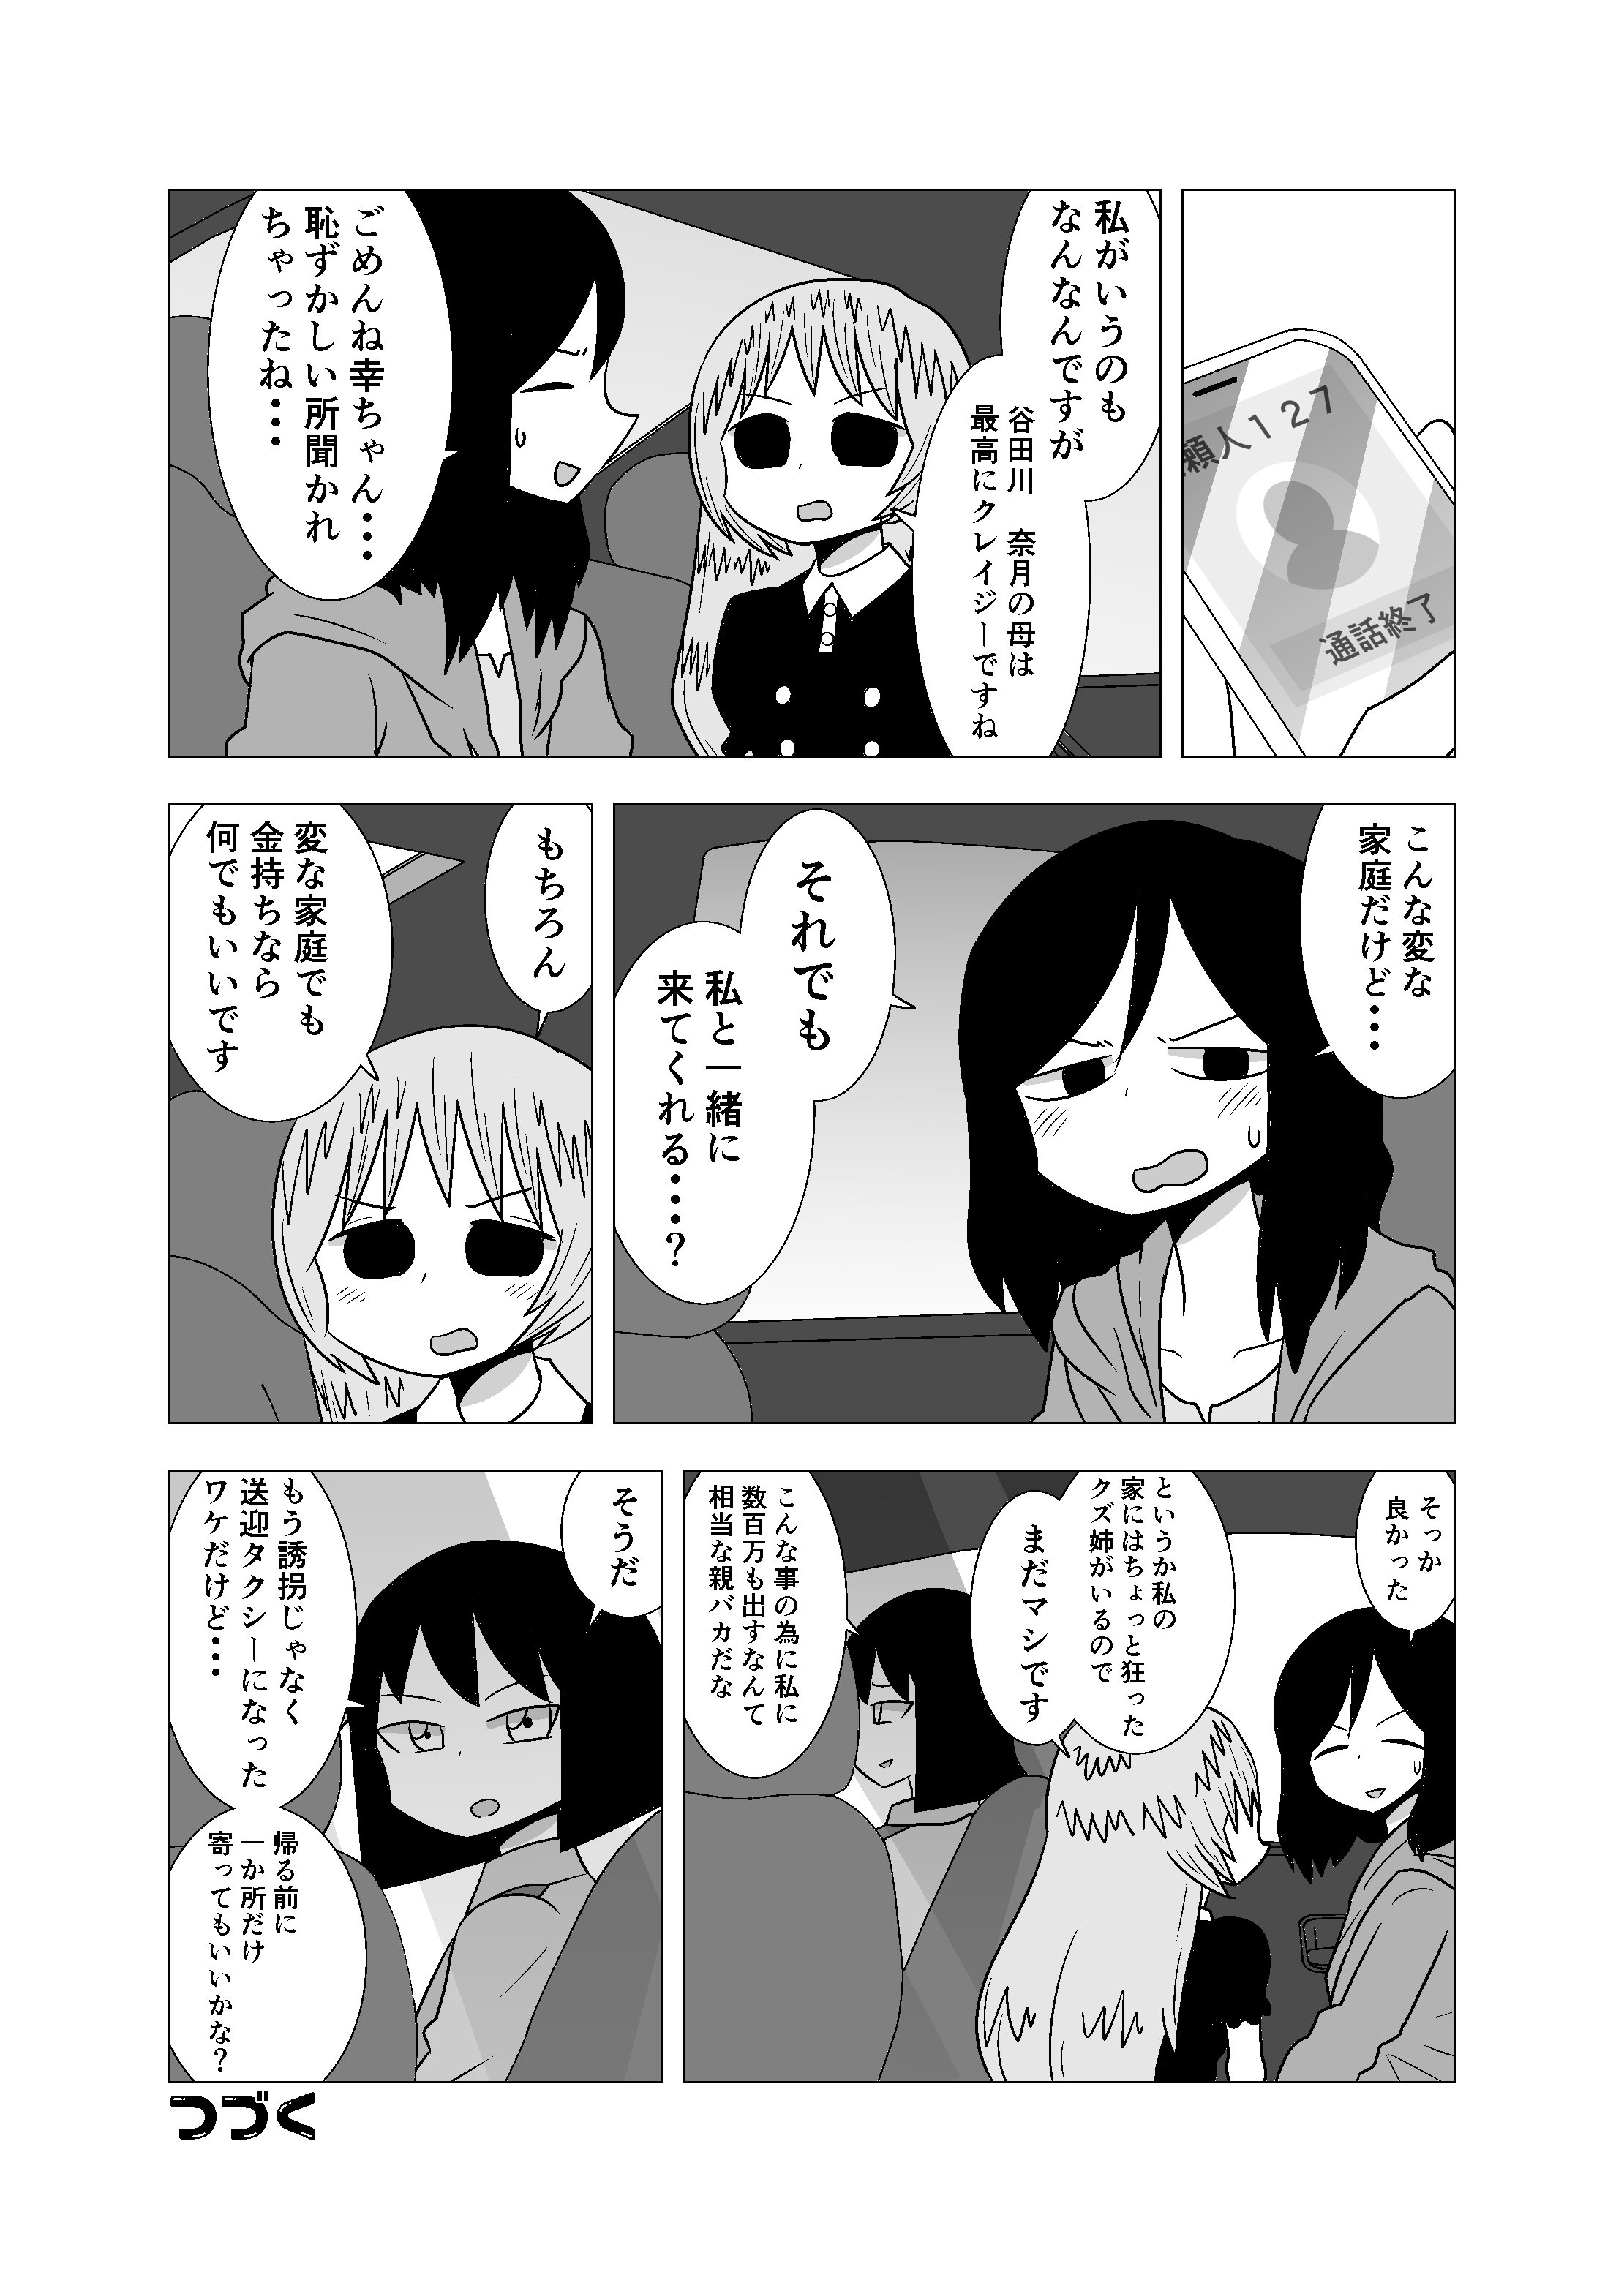 頼人127
通話終了
私がいうのも
なんなんですが
谷田川 奈月の母は
最高にクレイジーですね
ごめんね幸ちゃん・・・
恥ずかしい所聞かれ
ちゃったね・・・
こんな変な
家庭だけど・・・
それでも
私と一緒に
来てくれる・・・・?
もちろん
変な家庭でも
金持ちなら
何でもいいです
そっか
良かった
というか私の
家にはちょっと狂った
クズ姉がいるので
まだマシです
こんな事の為に私に
数百万も出すなんて
相当な親バカだな
そうだ
もう誘拐じゃなく
送迎タクシーになった
ワケだけど・・・
帰る前に
一か所だけ
寄ってもいいかな?
つづく